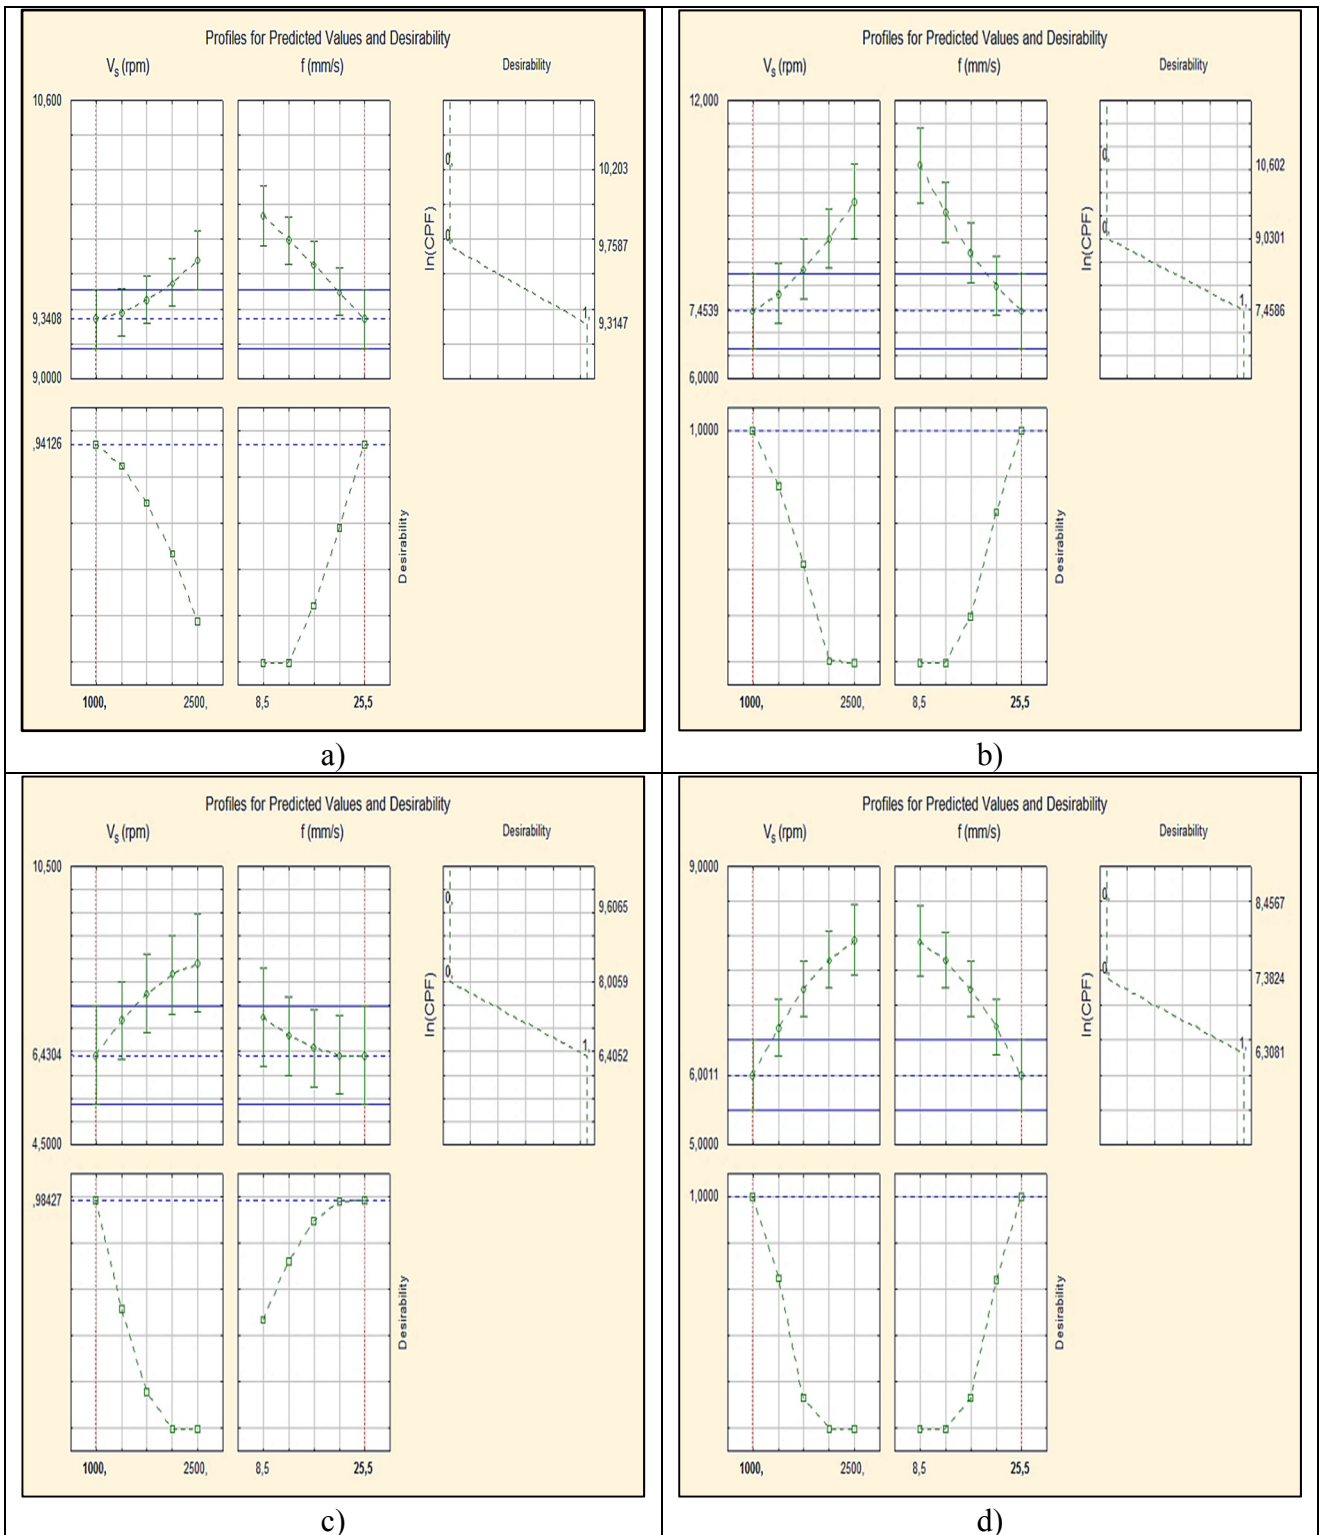 Profiles for Predicted Values and Desirability
Vs (rpm) f (mm/s) Desirability
10,600
10,203
9,7587
9,3408
9,3147
9,0000
0,
0,
1,
ln(CPF)
,94126
Desirability
1000, 2500, 8,5 25,5
a)
Profiles for Predicted Values and Desirability
Vs (rpm) f (mm/s) Desirability
12,000
10,602
9,0301
7,4539
7,4586
6,0000
0,
0,
1,
ln(CPF)
1,0000
Desirability
1000, 2500, 8,5 25,5
b)
Profiles for Predicted Values and Desirability
Vs (rpm) f (mm/s) Desirability
10,500
9,6065
8,0059
6,4304
6,4052
4,5000
0,
0,
1,
ln(CPF)
,98427
Desirability
1000, 2500, 8,5 25,5
c)
Profiles for Predicted Values and Desirability
Vs (rpm) f (mm/s) Desirability
9,0000
8,4567
7,3824
6,0011
6,3081
5,0000
0,
0,
1,
ln(CPF)
1,0000
Desirability
1000, 2500, 8,5 25,5
d)